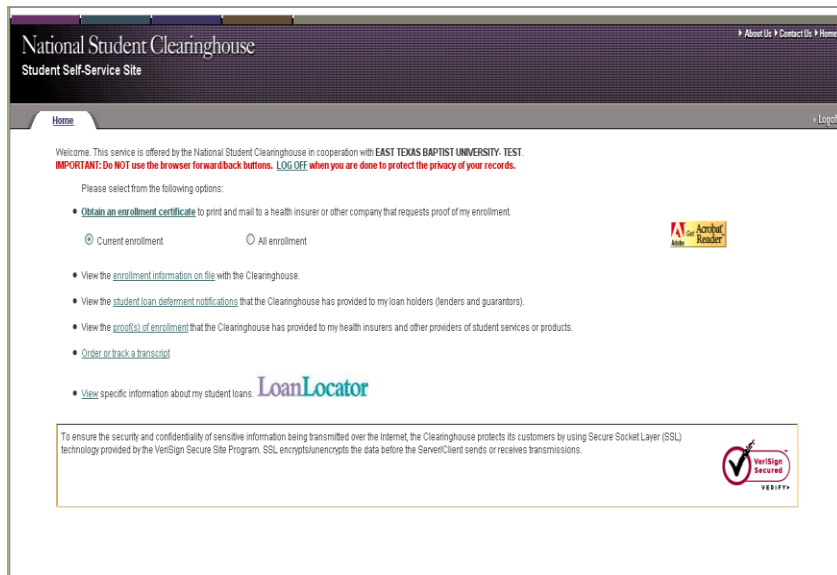 National Student Clearinghouse
Student Self-Service Site
About Us Contact Us Home
Home
Logoff
Welcome. This service is offered by the National Student Clearinghouse in cooperation with EAST TEXAS BAPTIST UNIVERSITY- TEST.
IMPORTANT: Do NOT use the browser forward/back buttons. LOG OFF when you are done to protect the privacy of your records.
Please select from the following options:
Obtain an enrollment certificate to print and mail to a health insurer or other company that requests proof of my enrollment.
Current enrollment All enrollment
Adobe Get Acrobat Reader
View the enrollment information on file with the Clearinghouse.
View the student loan deferment notifications that the Clearinghouse has provided to my loan holders (lenders and guarantors).
View the proof(s) of enrollment that the Clearinghouse has provided to my health insurers and other providers of student services or products.
Order or track a transcript
View specific information about my student loans. LoanLocator
To ensure the security and confidentiality of sensitive information being transmitted over the Internet, the Clearinghouse protects its customers by using Secure Socket Layer (SSL)
technology provided by the VeriSign Secure Site Program. SSL encrypts/unencrypts the data before the Server/Client sends or receives transmissions.
VeriSign
Secured
VERIFY